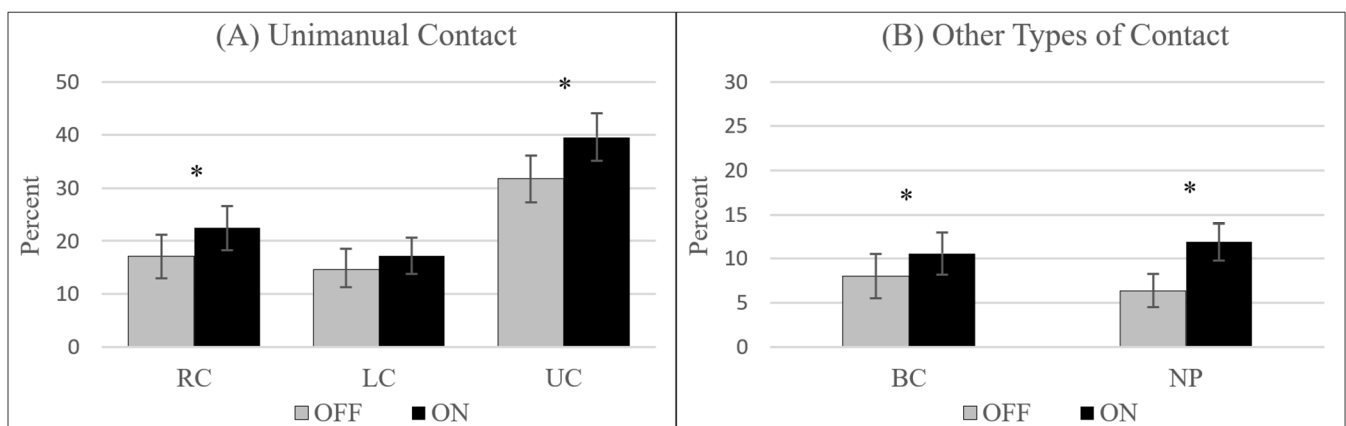 (A) Unimanual Contact
Percent
50
40
30
20
10
0
*
*
RC LC UC
OFF ON
(B) Other Types of Contact
Percent
30
25
20
15
10
5
0
*
*
BC NP
OFF ON